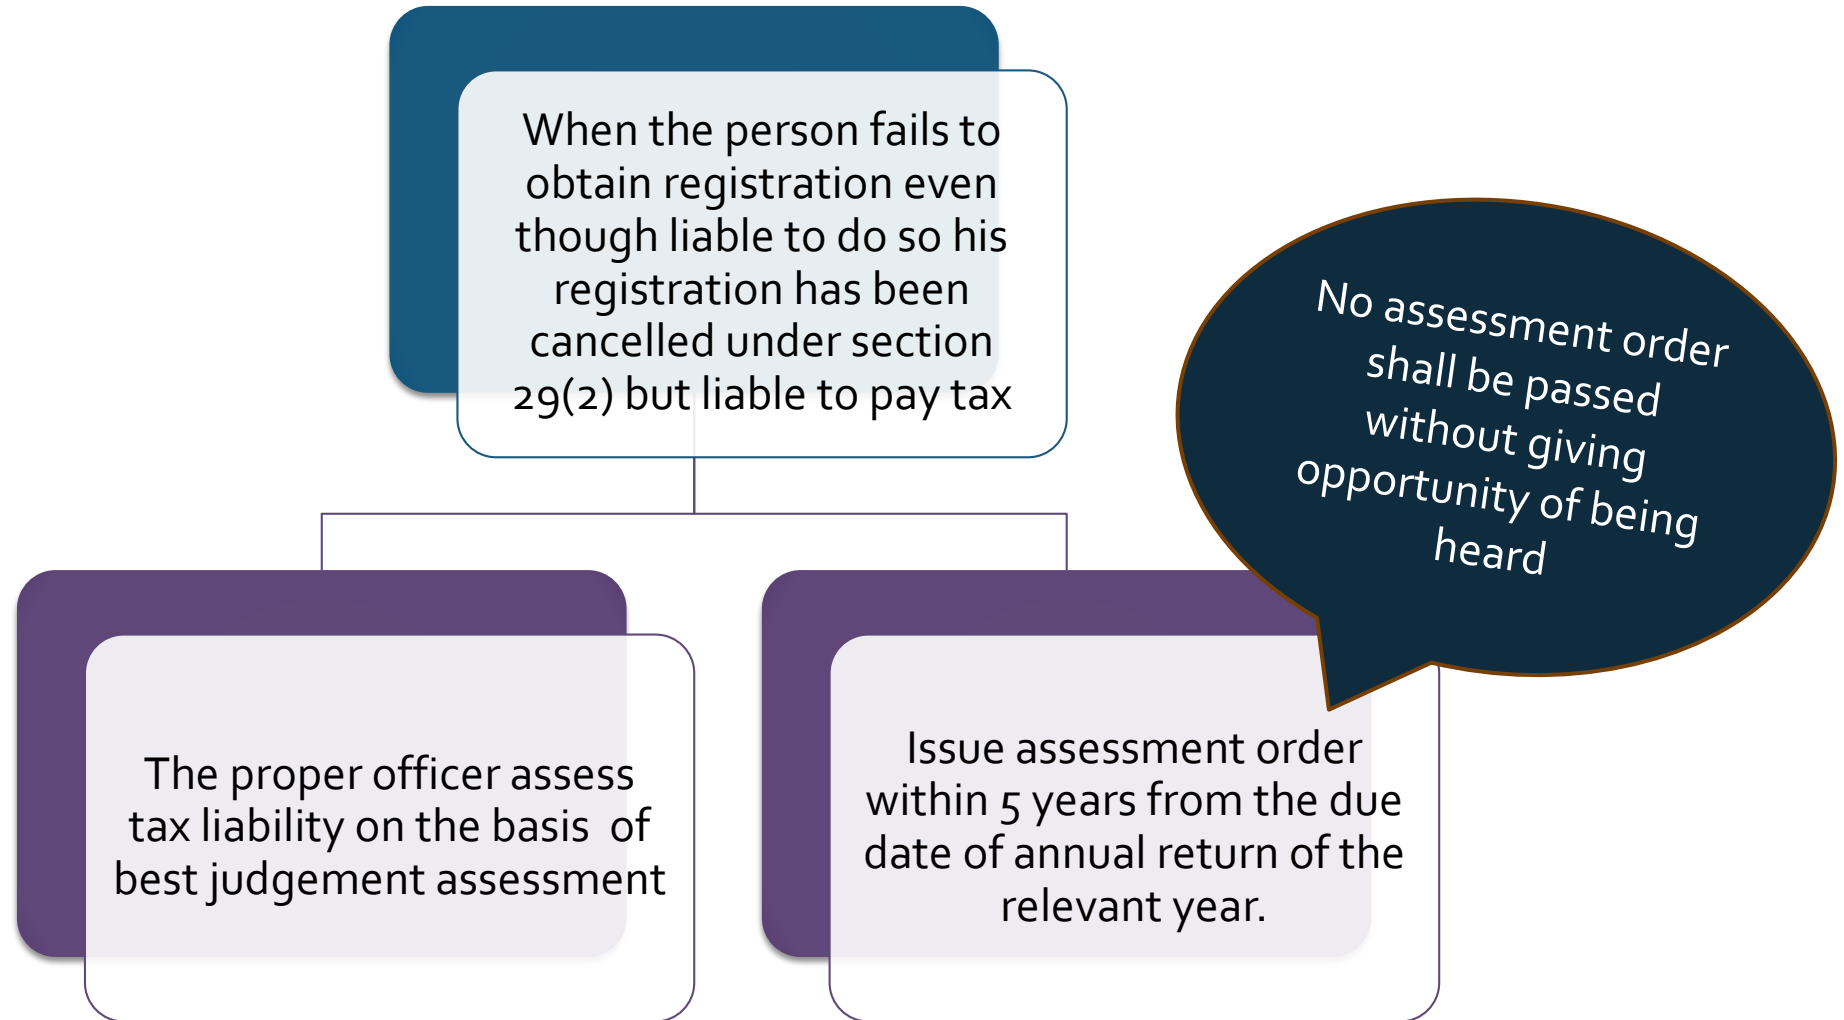 When the person fails to
obtain registration even
though liable to do so his
registration has been
cancelled under section
29(2) but liable to pay tax
No assessment order
shall be passed
without giving
opportunity of being
heard
The proper officer assess
tax liability on the basis of
best judgement assessment
Issue assessment order
within 5 years from the due
date of annual return of the
relevant year.